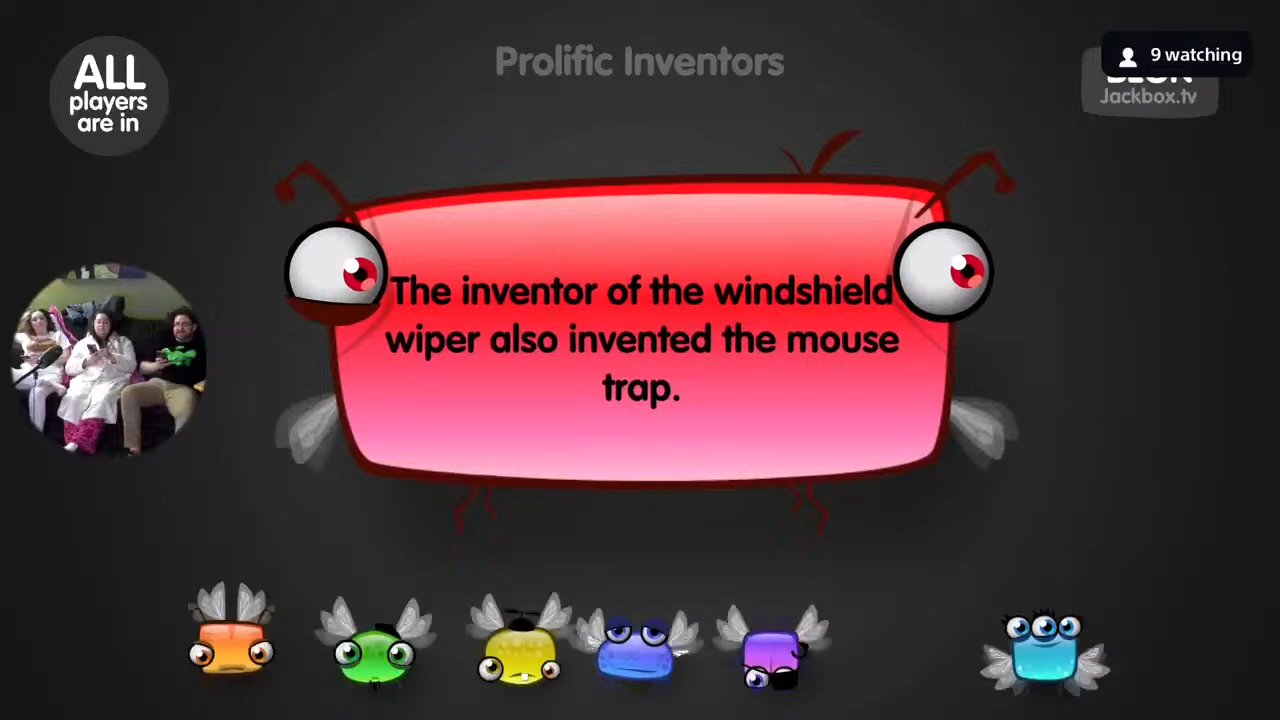 ALL
players
are in
Prolific Inventors
9 watching
Jackbox.tv
The inventor of the windshield
wiper also invented the mouse
trap.